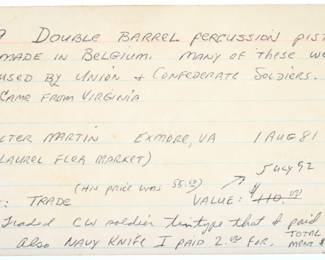 DOUBLE BARREL PERCUSSION PIST
MADE IN BELGIUM. MANY OF THESE WE
USED BY UNION + CONFEDERATE SOLDIERS.
CAME FROM VIRGINIA
LTER MARTIN EXMORE, VA 1 AUG 81
LAUREL FLEA MARKET)
5 JULY 92
(HIS PRICE WAS 55.00)
: TRADE VALUE: $110.00
Traded CW soldier tintype that I paid
TOTAL
Also NAVY KNIFE I PAID 2.00 FOR.